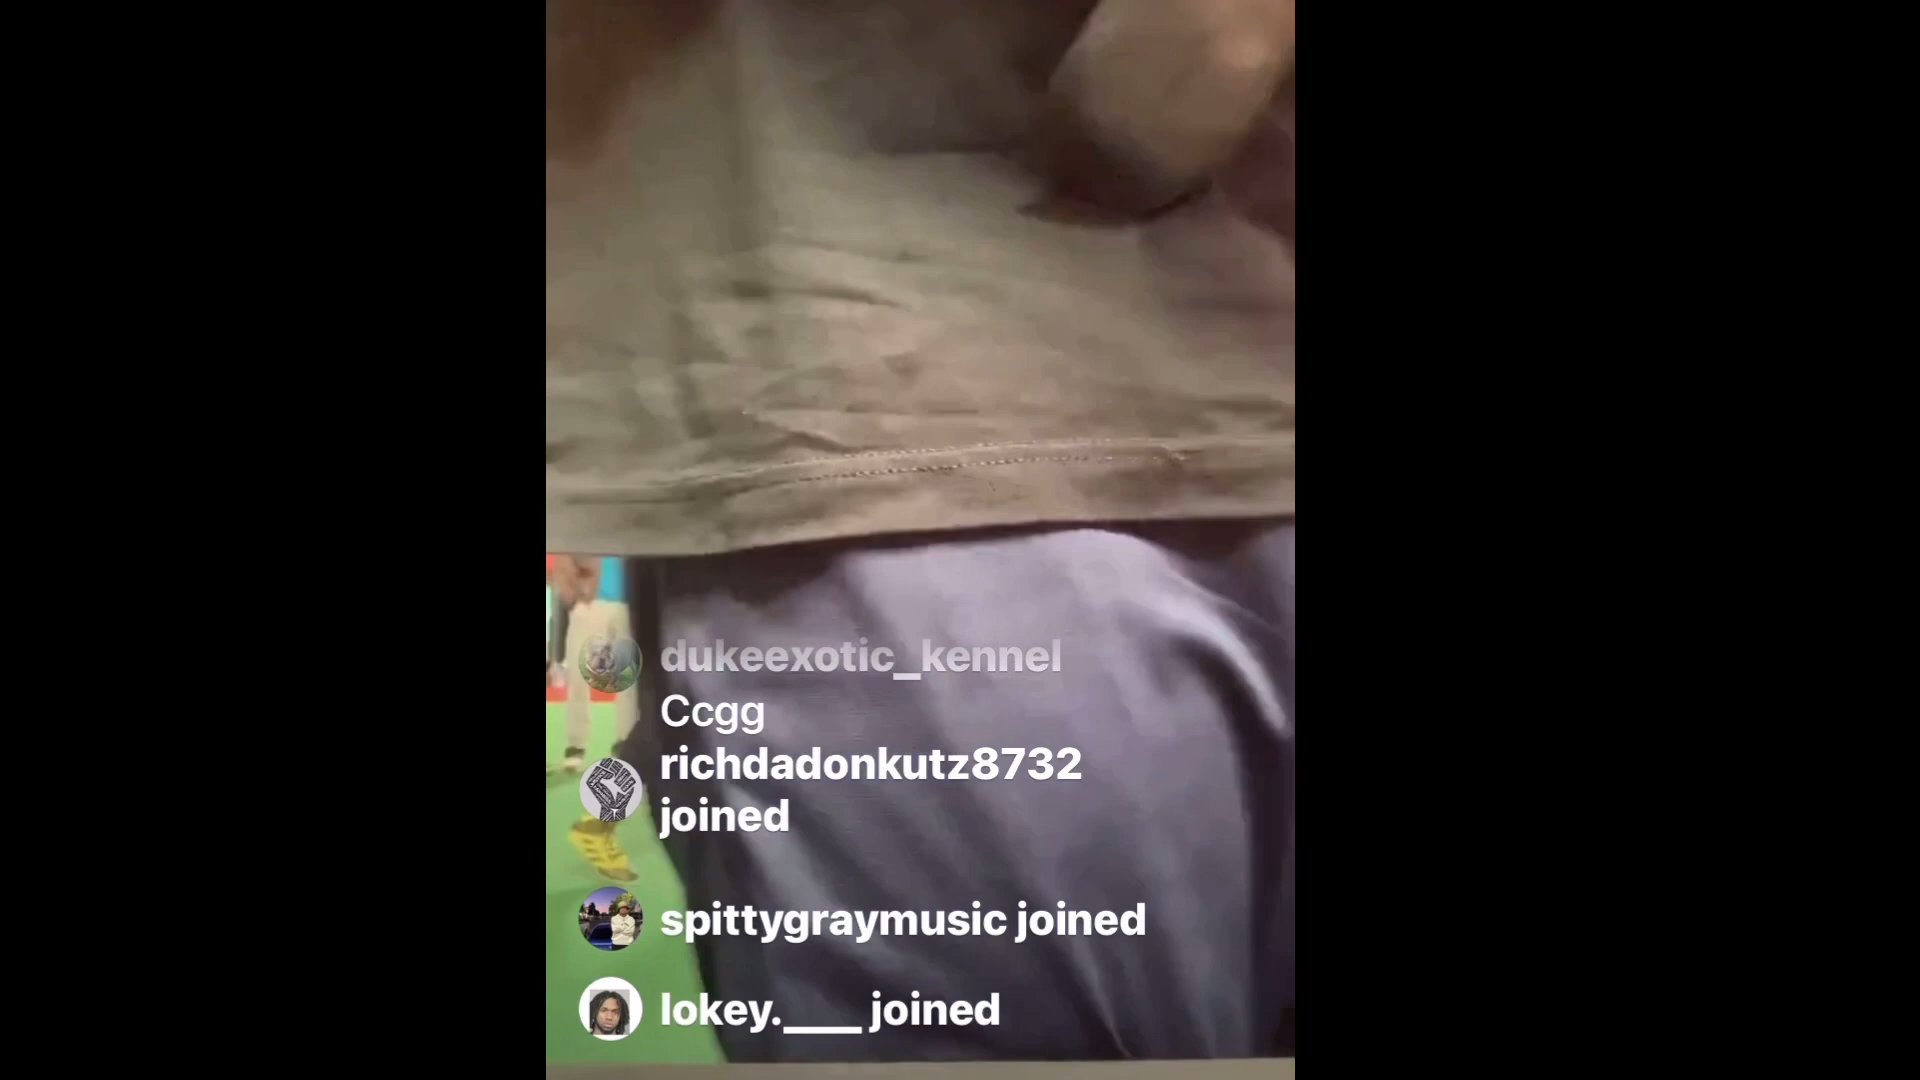 dukeexotic_kennel
Ccgg
richdadonkutz8732
joined
spittygraymusic joined
lokey.____ joined